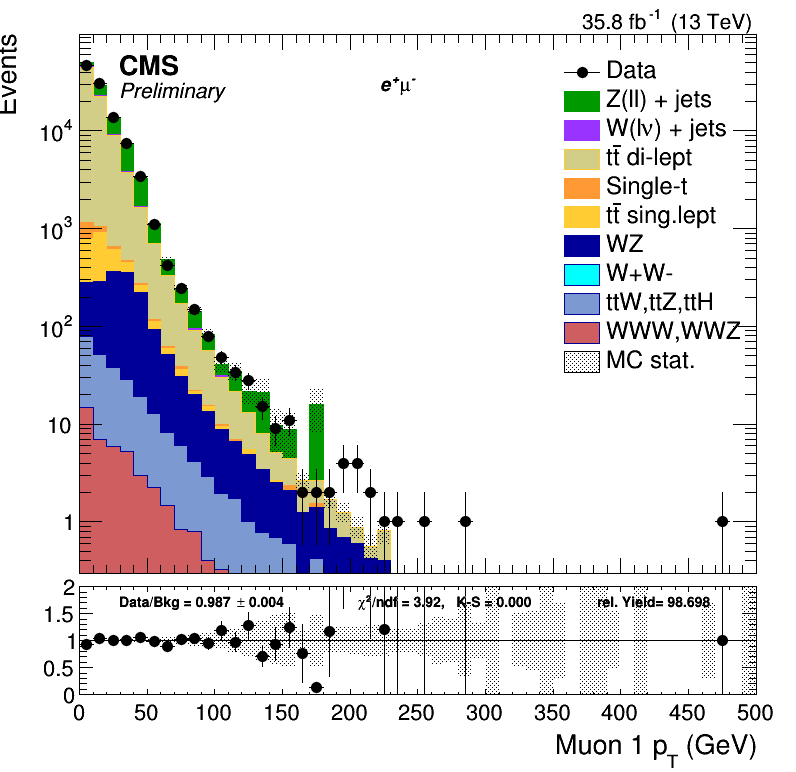 35.8 fb⁻¹ (13 TeV)
Events
CMS
Preliminary
e⁺μ⁻
Data
Z(ll) + jets
W(lν) + jets
tt̄ di-lept
Single-t
tt̄ sing.lept
WZ
W+W-
ttW,ttZ,ttH
WWW,WWZ
MC stat.
10⁴
10³
10²
10
1
Data/Bkg = 0.987 ± 0.004 χ²/ndf = 3.92, K-S = 0.000 rel. Yield= 98.698
2
1.5
1
0.5
0
0 50 100 150 200 250 300 350 400 450 500
Muon 1 p_T (GeV)